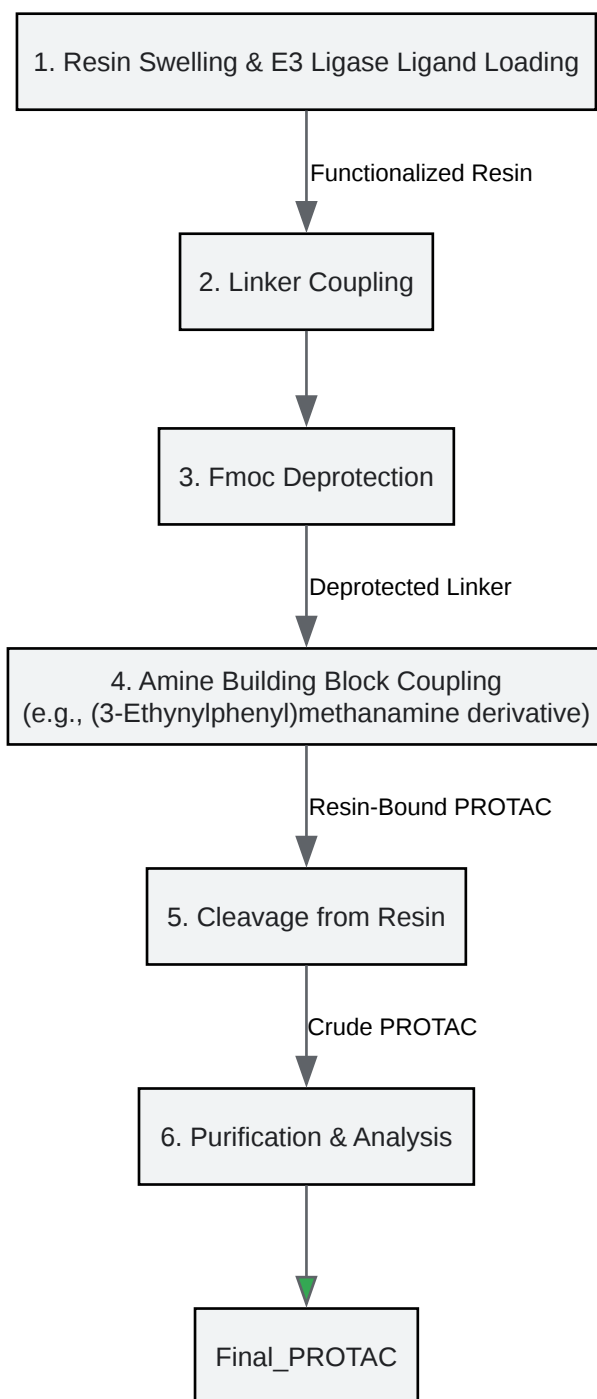 1. Resin Swelling & E3 Ligase Ligand Loading
Functionalized Resin
2. Linker Coupling
3. Fmoc Deprotection
Deprotected Linker
4. Amine Building Block Coupling
(e.g., (3-Ethynylphenyl)methanamine derivative)
Resin-Bound PROTAC
5. Cleavage from Resin
Crude PROTAC
6. Purification & Analysis
Final_PROTAC